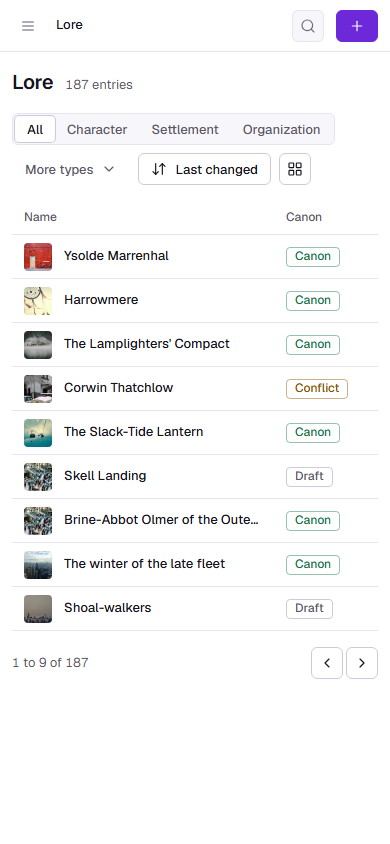 Lore
Lore 187 entries
All Character Settlement Organization
More types Last changed
Name Canon
Ysolde Marrenhal Canon
Harrowmere Canon
The Lamplighters' Compact Canon
Corwin Thatchlow Conflict
The Slack-Tide Lantern Canon
Skell Landing Draft
Brine-Abbot Olmer of the Oute... Canon
The winter of the late fleet Canon
Shoal-walkers Draft
1 to 9 of 187